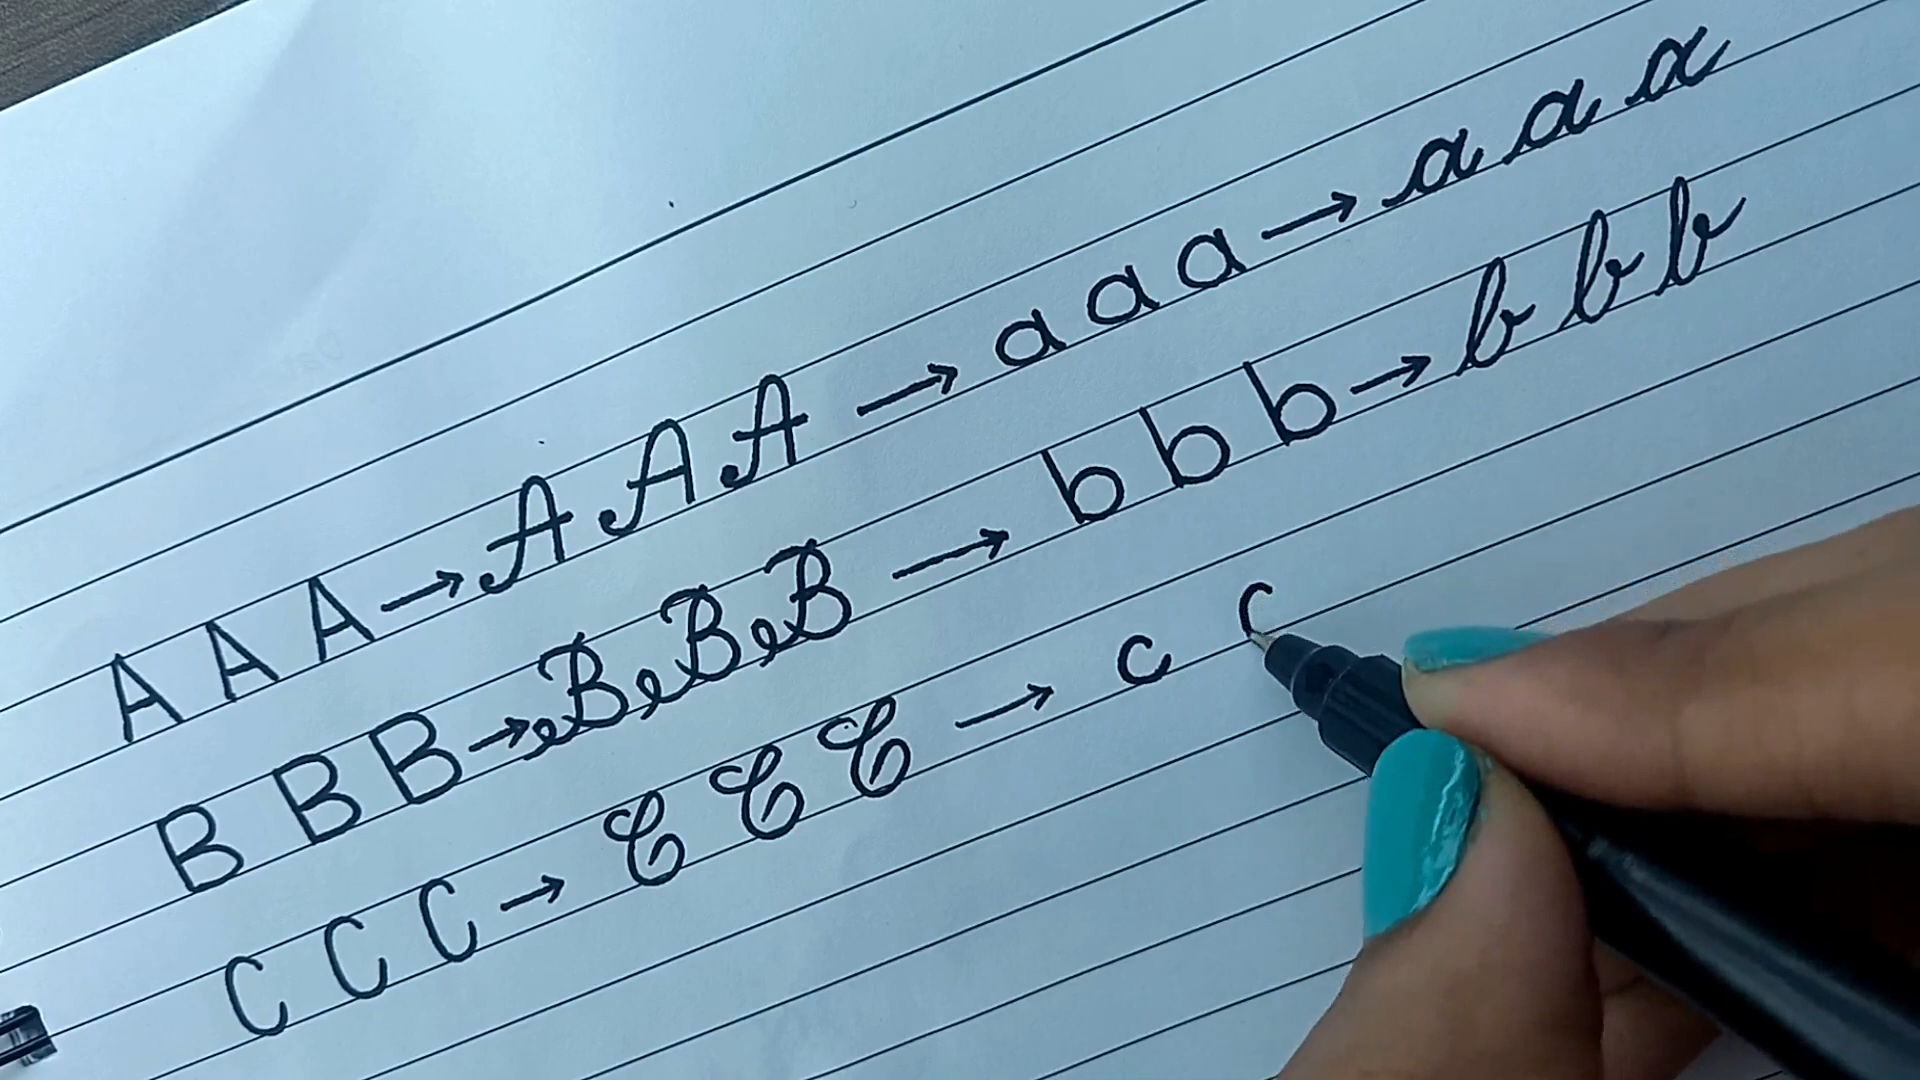 A A A → A A A → a a a → a a a
B B B → B B B → b b b → b b b
C C C → C C C → c c